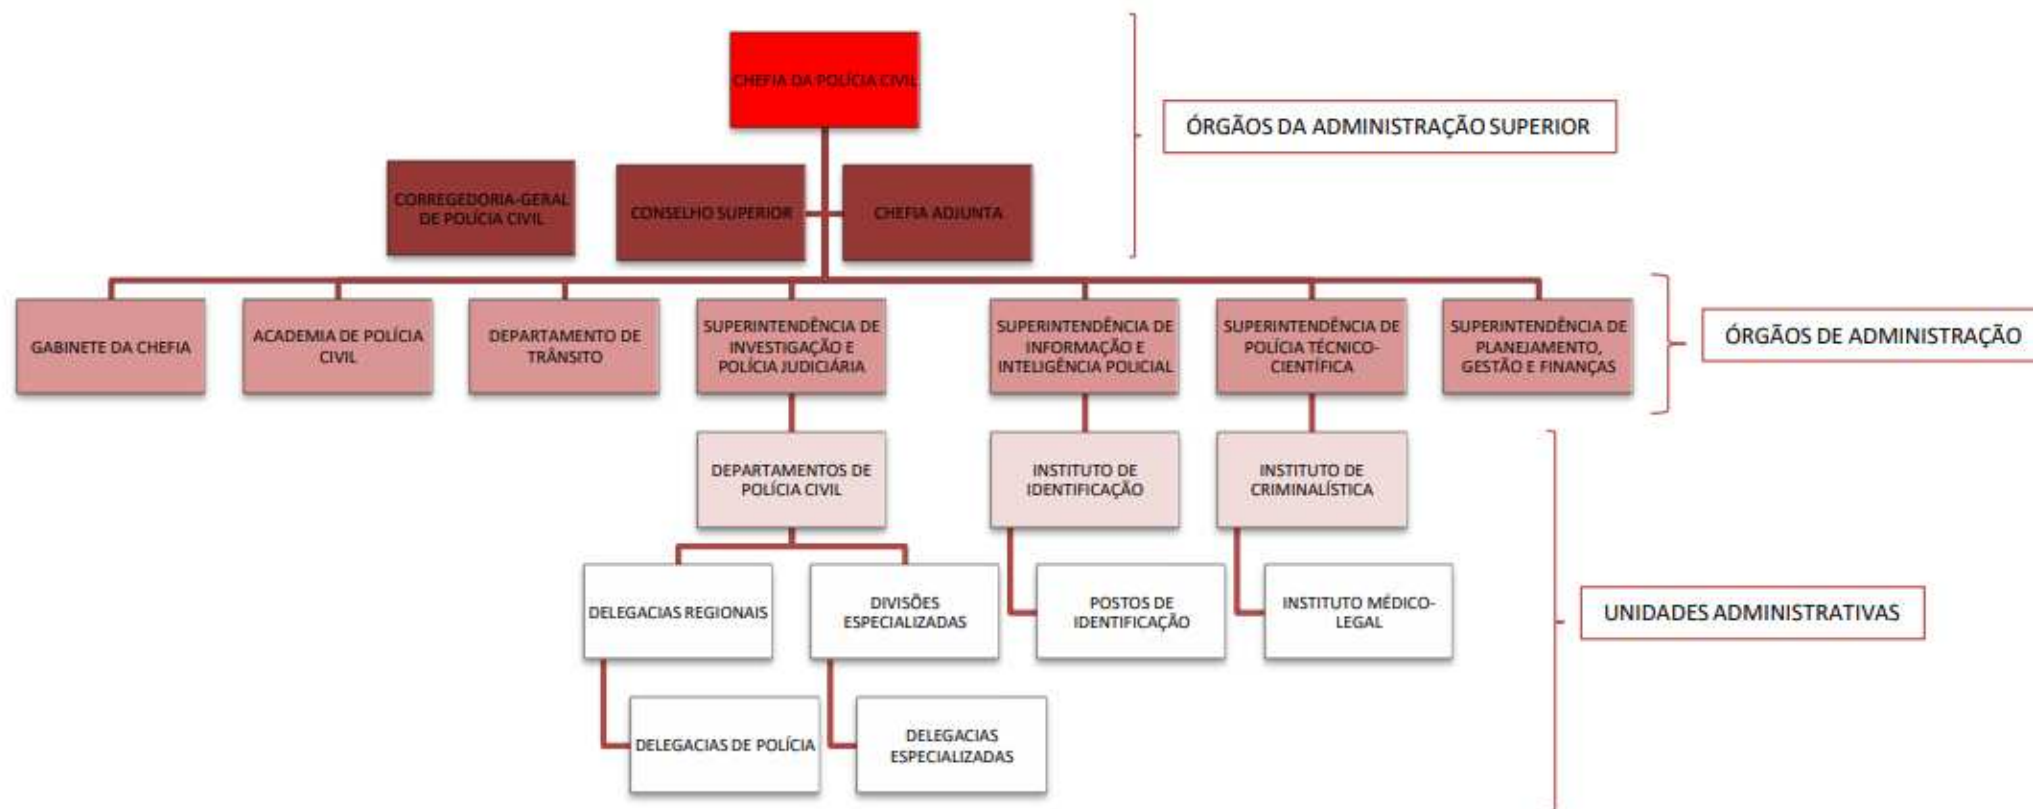 CHEFIA DA POLÍCIA CIVIL
ÓRGÃOS DA ADMINISTRAÇÃO SUPERIOR
CORREGEDORIA-GERAL
DE POLÍCIA CIVIL
CONSELHO SUPERIOR
CHEFIA ADJUNTA
GABINETE DA CHEFIA
ACADEMIA DE POLÍCIA
CIVIL
DEPARTAMENTO DE
TRÂNSITO
SUPERINTENDÊNCIA DE
INVESTIGAÇÃO E
POLÍCIA JUDICIÁRIA
SUPERINTENDÊNCIA DE
INFORMAÇÃO E
INTELIGÊNCIA POLICIAL
SUPERINTENDÊNCIA DE
POLÍCIA TÉCNICO-
CIENTÍFICA
SUPERINTENDÊNCIA DE
PLANEJAMENTO,
GESTÃO E FINANÇAS
ÓRGÃOS DE ADMINISTRAÇÃO
DEPARTAMENTOS DE
POLÍCIA CIVIL
INSTITUTO DE
IDENTIFICAÇÃO
INSTITUTO DE
CRIMINALÍSTICA
DELEGACIAS REGIONAIS
DIVISÕES
ESPECIALIZADAS
POSTOS DE
IDENTIFICAÇÃO
INSTITUTO MÉDICO-
LEGAL
UNIDADES ADMINISTRATIVAS
DELEGACIAS DE POLÍCIA
DELEGACIAS
ESPECIALIZADAS